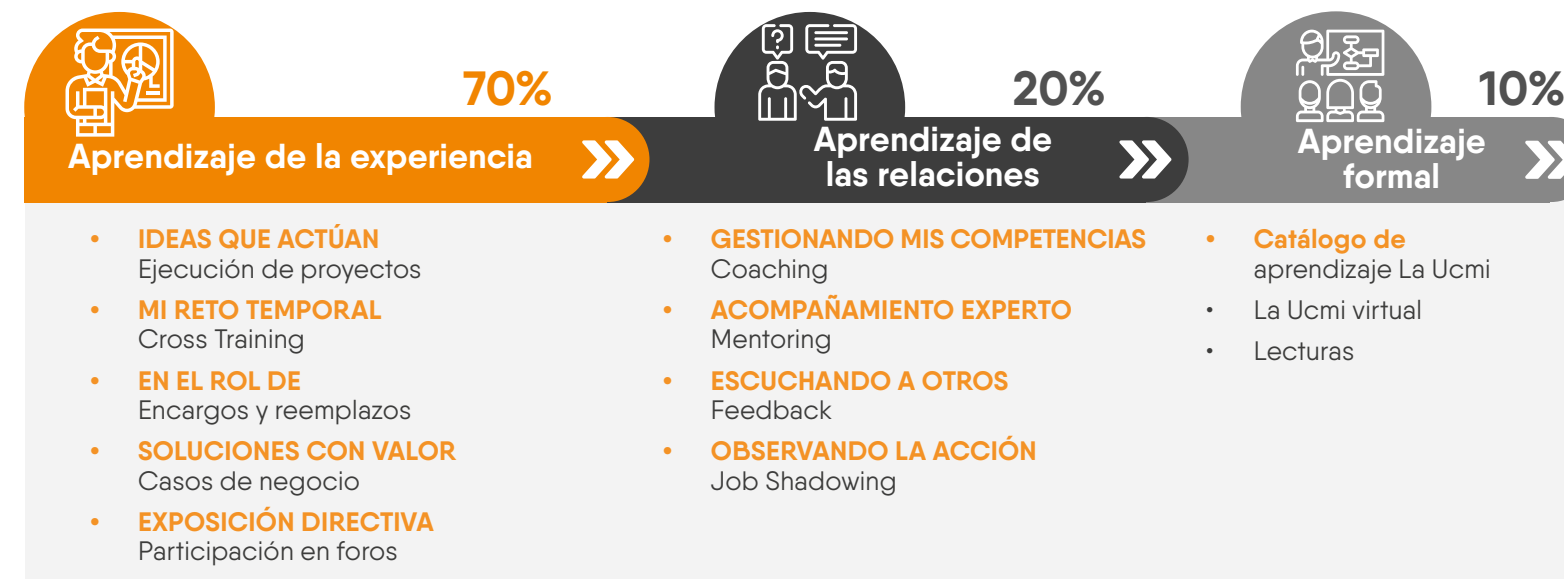 70%
Aprendizaje de la experiencia
• IDEAS QUE ACTÚAN
Ejecución de proyectos
• MI RETO TEMPORAL
Cross Training
• EN EL ROL DE
Encargos y reemplazos
• SOLUCIONES CON VALOR
Casos de negocio
• EXPOSICIÓN DIRECTIVA
Participación en foros
?
20%
Aprendizaje de
las relaciones
• GESTIONANDO MIS COMPETENCIAS
Coaching
• ACOMPAÑAMIENTO EXPERTO
Mentoring
• ESCUCHANDO A OTROS
Feedback
• OBSERVANDO LA ACCIÓN
Job Shadowing
10%
Aprendizaje
formal
• Catálogo de
aprendizaje La Ucmi
• La Ucmi virtual
• Lecturas